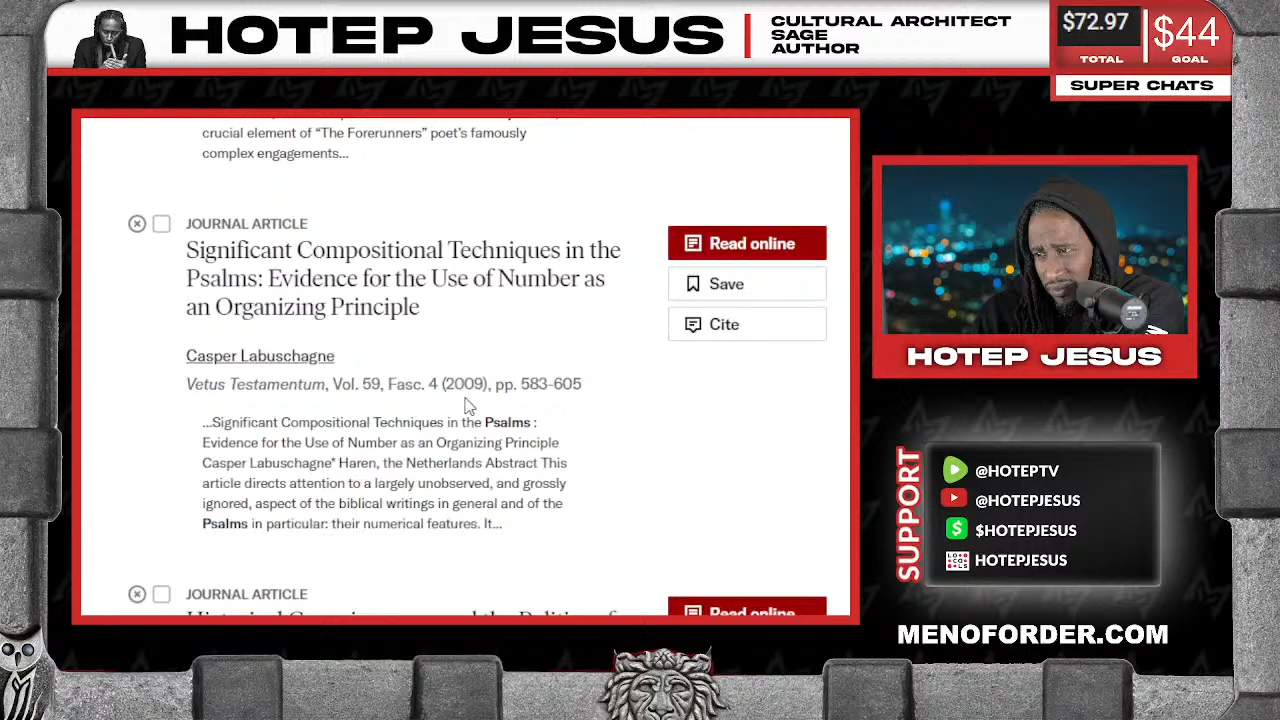 HOTEP JESUS
CULTURAL ARCHITECT
SAGE
AUTHOR
$72.97
TOTAL
$44
GOAL
SUPER CHATS
crucial element of “The Forerunners” poet’s famously
complex engagements...
JOURNAL ARTICLE
Significant Compositional Techniques in the
Psalms: Evidence for the Use of Number as
an Organizing Principle
Read online
Save
Cite
Casper Labuschagne
Vetus Testamentum, Vol. 59, Fasc. 4 (2009), pp. 583-605
...Significant Compositional Techniques in the Psalms :
Evidence for the Use of Number as an Organizing Principle
Casper Labuschagne* Haren, the Netherlands Abstract This
article directs attention to a largely unobserved, and grossly
ignored, aspect of the biblical writings in general and of the
Psalms in particular: their numerical features. It...
JOURNAL ARTICLE
Read online
HOTEP JESUS
SUPPORT
@HOTEPTV
@HOTEPJESUS
$HOTEPJESUS
LOCALS
HOTEPJESUS
MENOFORDER.COM